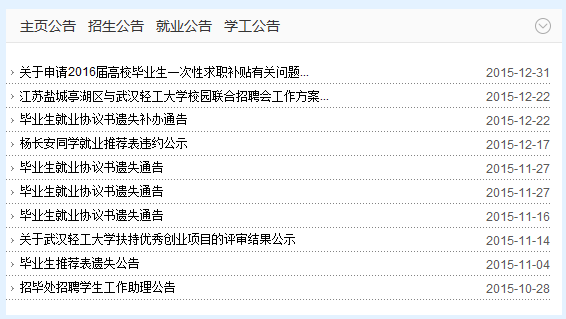 主页公告 招生公告 就业公告 学工公告
关于申请2016届高校毕业生一次性求职补贴有关问题... 2015-12-31
江苏盐城亭湖区与武汉轻工大学校园联合招聘会工作方案... 2015-12-22
毕业生就业协议书遗失补办通告 2015-12-22
杨长安同学就业推荐表违约公示 2015-12-17
毕业生就业协议书遗失通告 2015-11-27
毕业生就业协议书遗失通告 2015-11-27
毕业生就业协议书遗失通告 2015-11-16
关于武汉轻工大学扶持优秀创业项目的评审结果公示 2015-11-14
毕业生推荐表遗失公告 2015-11-04
招毕处招聘学生工作助理公告 2015-10-28